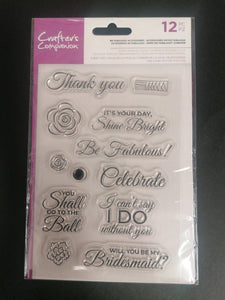 Crafter's
Companion
12
Thank you
IT'S YOUR DAY,
Shine Bright
Be Fabulous!
Celebrate
YOU
Shall
GO TO THE
Ball
I can't say
I DO
without you
WILL YOU BE MY
Bridesmaid?